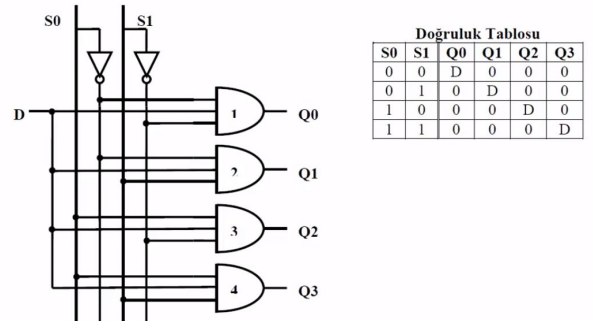 S0 S1
D
1 Q0
2 Q1
3 Q2
4 Q3
Doğruluk Tablosu
S0 S1 Q0 Q1 Q2 Q3
0 0 D 0 0 0
0 1 0 D 0 0
1 0 0 0 D 0
1 1 0 0 0 D